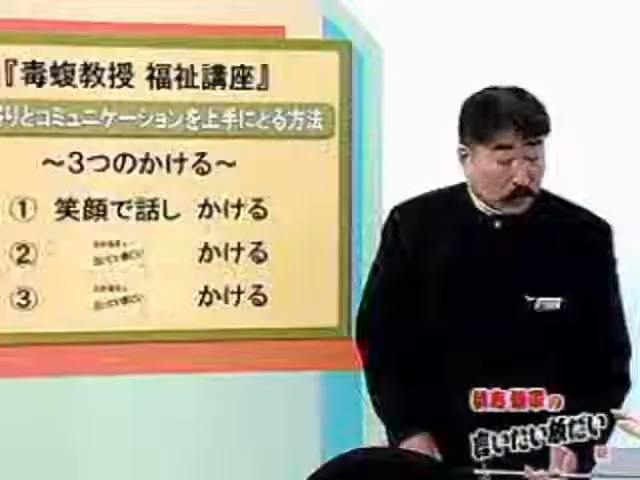 『毒蝮教授 福祉講座』
りとコミュニケーションを上手にとる方法
～3つのかける～
① 笑顔で話し かける
② かける
③ かける
の
言いたい放だい